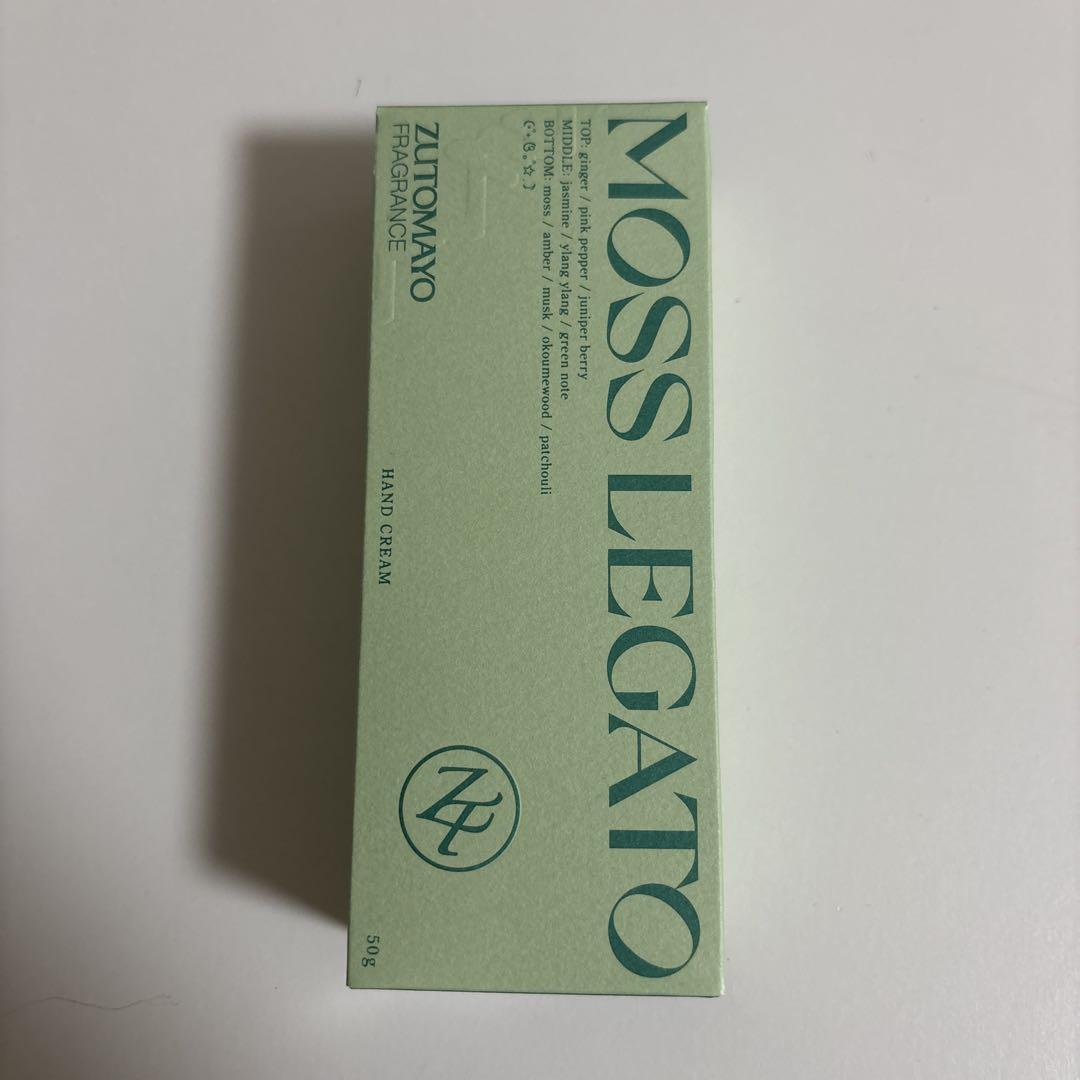 MOSS LEGATO
TOP: ginger / pink pepper / juniper berry
MIDDLE: jasmine / ylang ylang / green note
BOTTOM: moss / amber / musk / okoumewood / patchouli
ZUTOMAYO
FRAGRANCE
HAND CREAM
50g